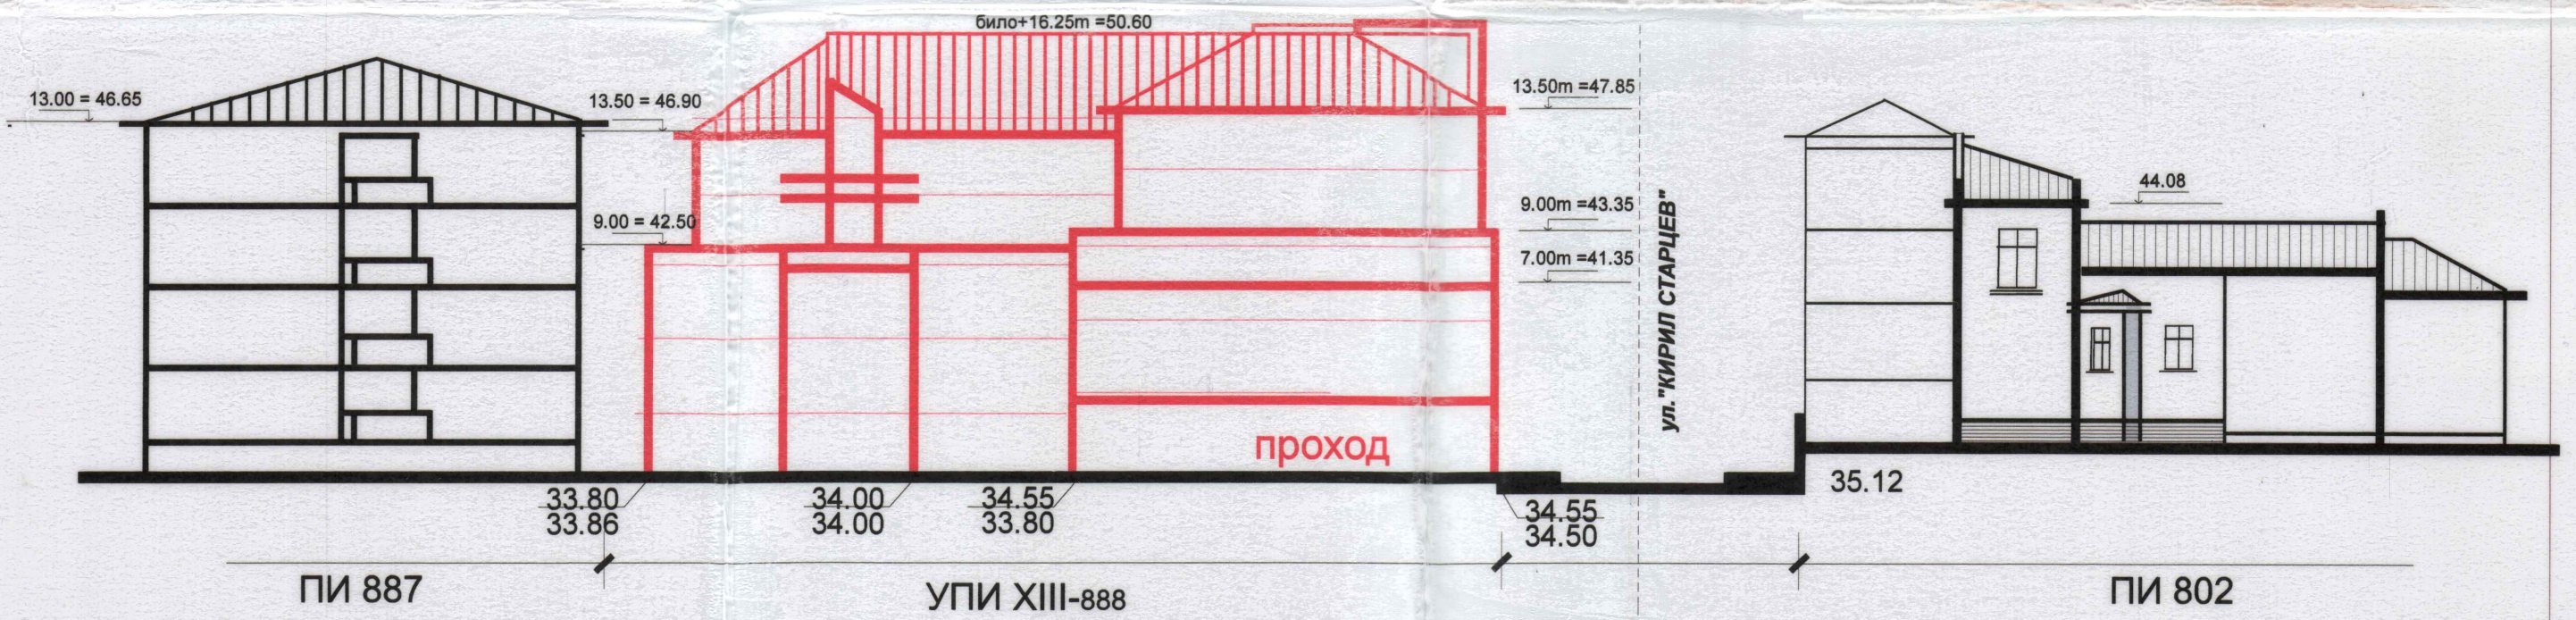 било+16.25m =50.60
13.00 = 46.65
13.50 = 46.90
13.50m =47.85
9.00 = 42.50
9.00m =43.35
7.00m =41.35
44.08
ул."КИРИЛ СТАРЦЕВ"
проход
33.80
33.86
34.00
34.00
34.55
33.80
34.55
34.50
35.12
ПИ 887
УПИ XIII-888
ПИ 802